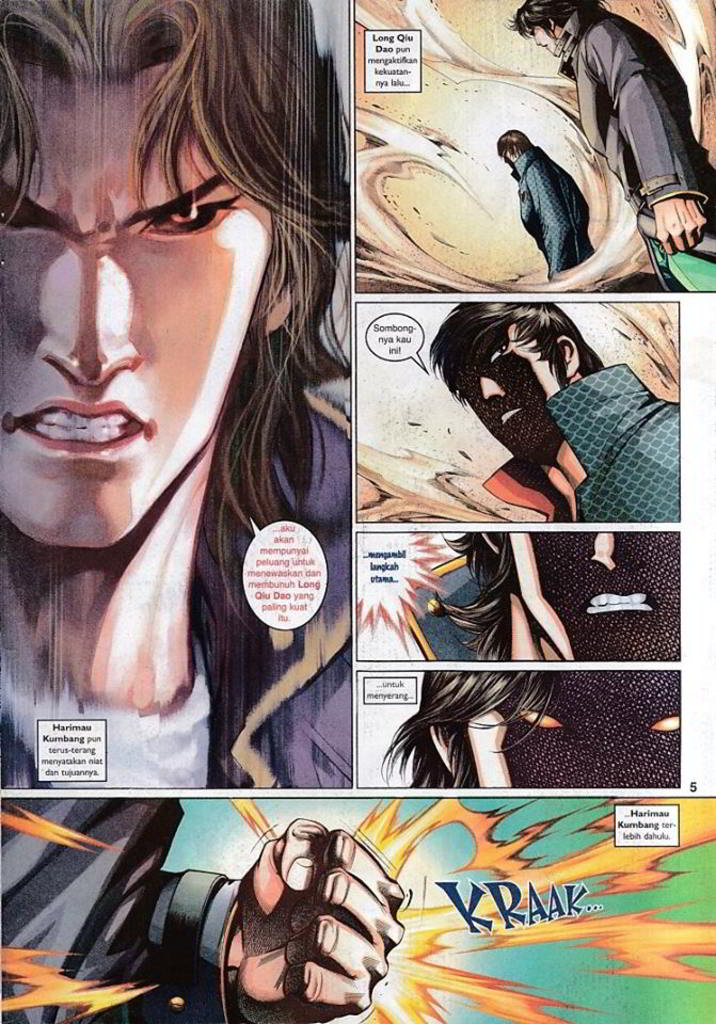 ...aku
akan
mempunyai
peluang untuk
menewaskan dan
membunuh Long
Qiu Dao yang
paling kuat
itu.
Harimau
Kumbang pun
terus-terang
menyatakan niat
dan tujuannya.
Long Qiu
Dao pun
mengaktifkan
kekuatan-
nya lalu...
Sombong-
nya kau
ini!
...mengambil
langkah
utama...
...untuk
menyerang...
5
...Harimau
Kumbang ter-
lebih dahulu.
KRAAK...